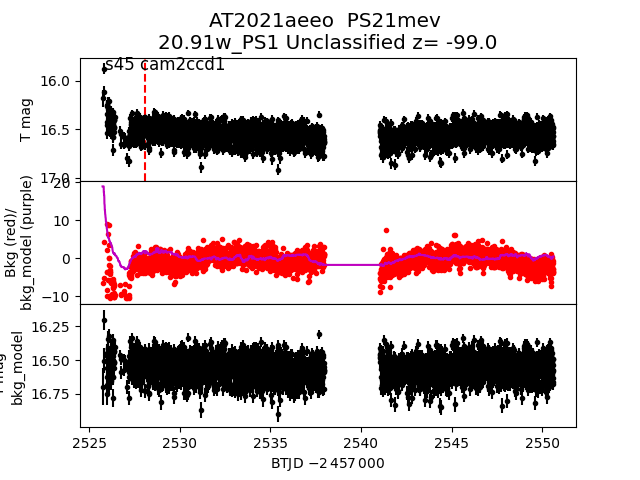 AT2021aeeo PS21mev
20.91w_PS1 Unclassified z= -99.0
s45 cam2ccd1
16.0
16.5
17.0
T mag
20
10
0
−10
Bkg (red)/
bkg_model (purple)
16.25
16.50
16.75
bkg_model
2525
2530
2535
2540
2545
2550
BTJD −2 457 000